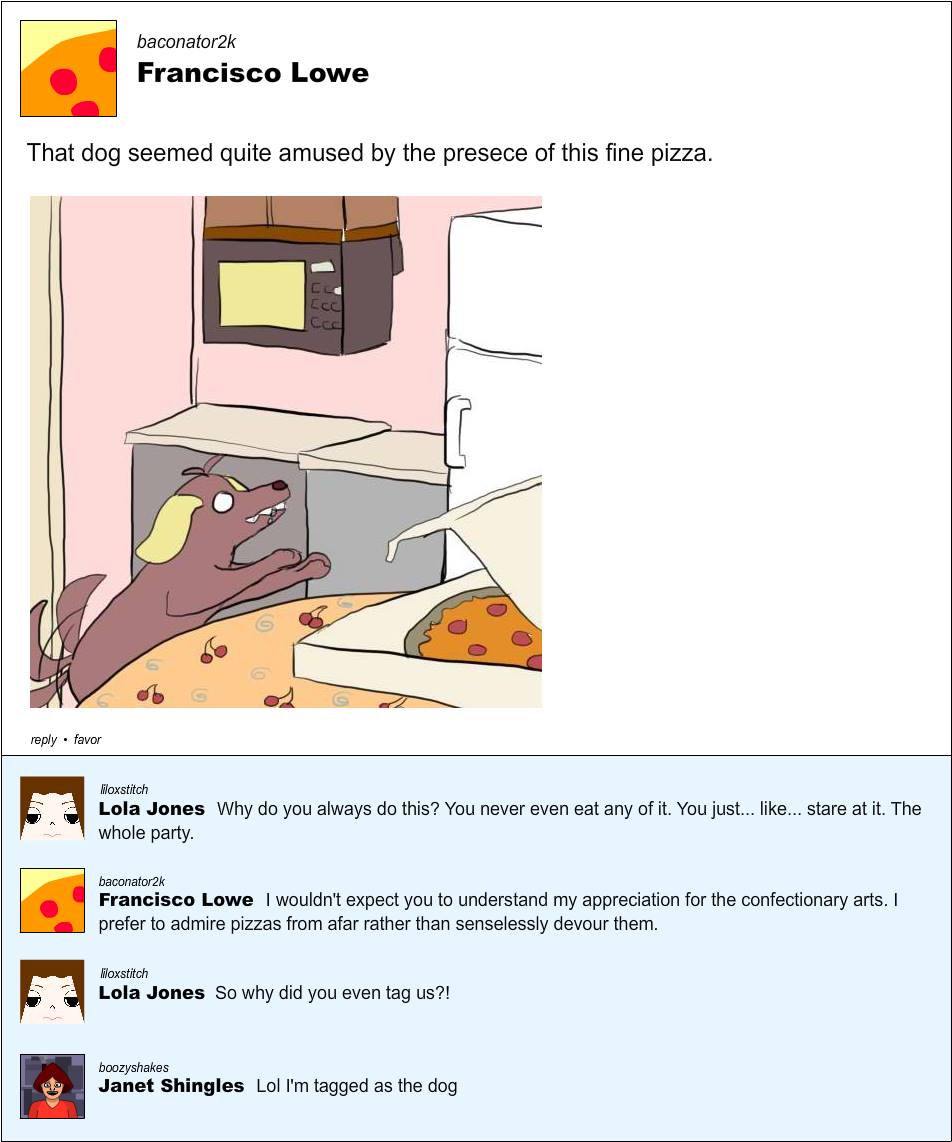 baconator2k
Francisco Lowe
That dog seemed quite amused by the presece of this fine pizza.
reply • favor
liloxstitch
Lola Jones Why do you always do this? You never even eat any of it. You just... like... stare at it. The
whole party.
baconator2k
Francisco Lowe I wouldn't expect you to understand my appreciation for the confectionary arts. I
prefer to admire pizzas from afar rather than senselessly devour them.
liloxstitch
Lola Jones So why did you even tag us?!
boozyshakes
Janet Shingles Lol I'm tagged as the dog